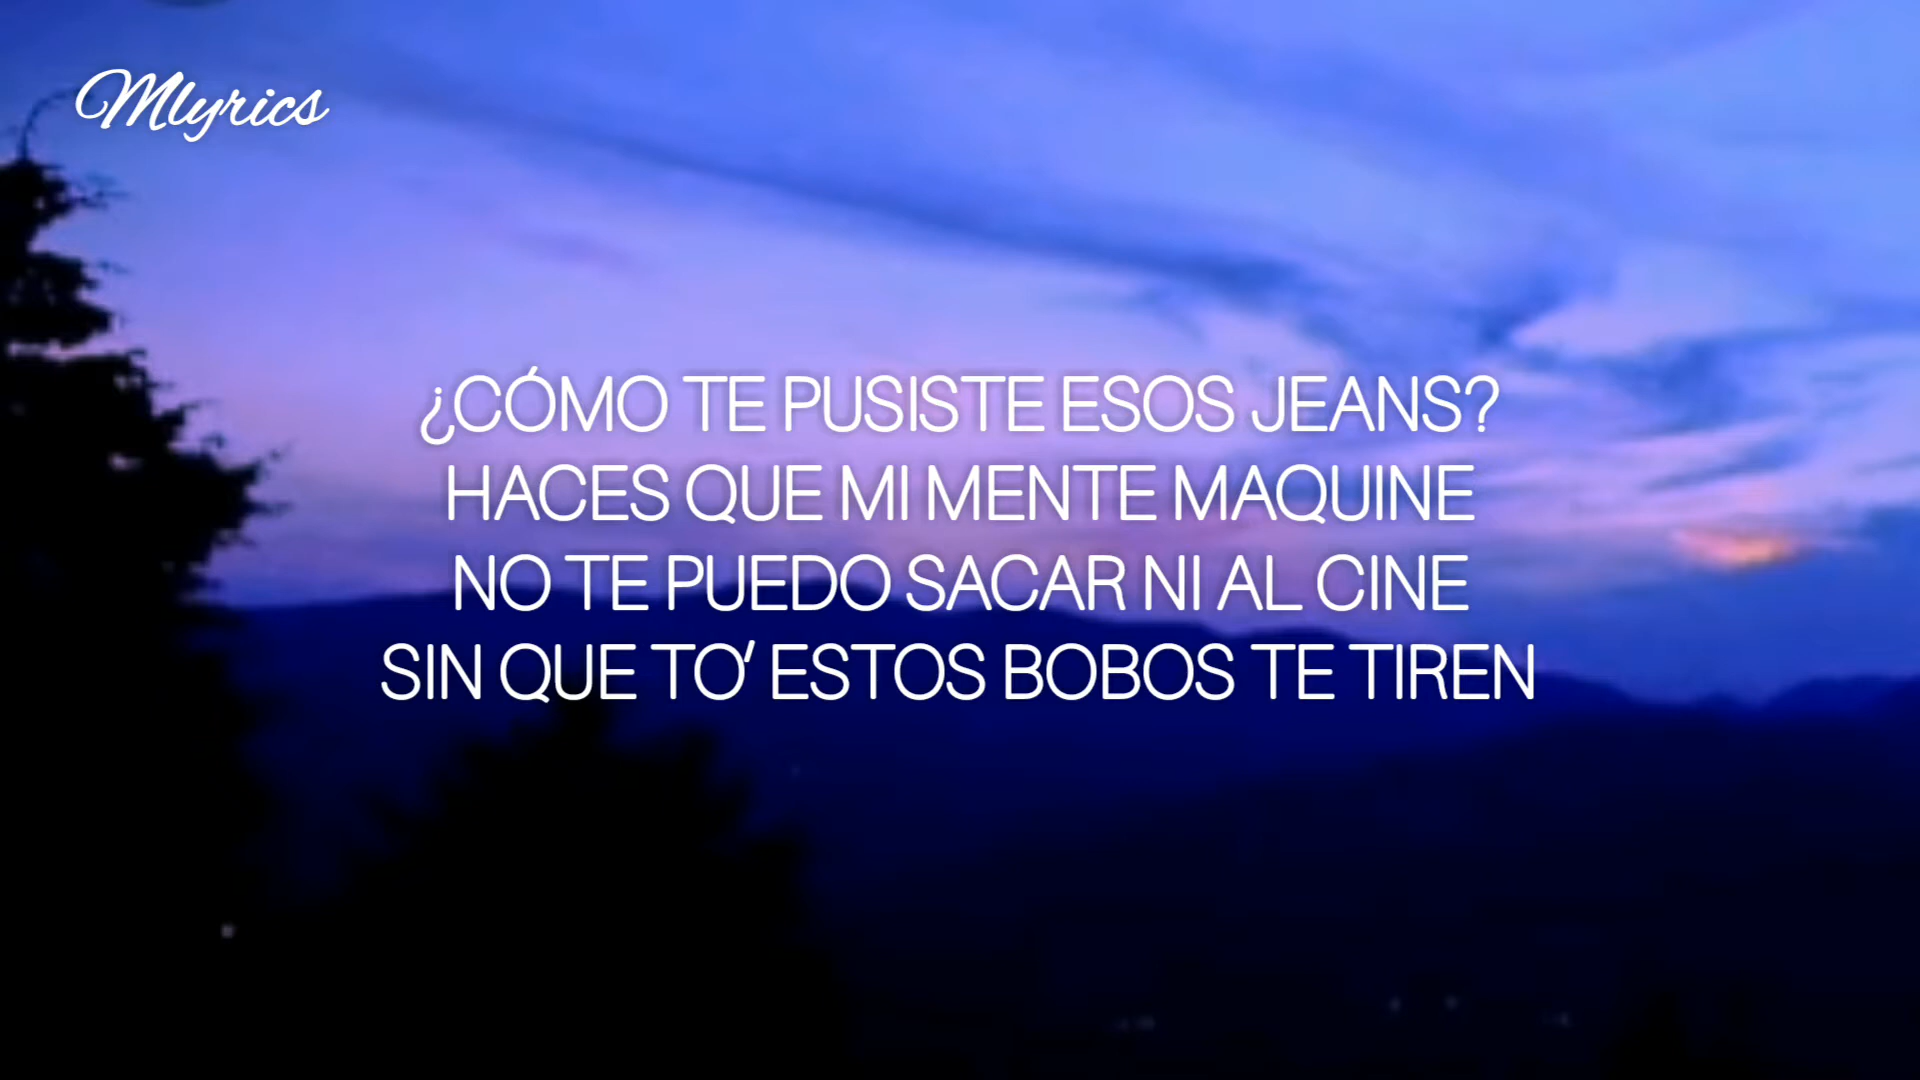 Mlyrics
¿CÓMO TE PUSISTE ESOS JEANS?
HACES QUE MI MENTE MAQUINE
NO TE PUEDO SACAR NI AL CINE
SIN QUE TO' ESTOS BOBOS TE TIREN